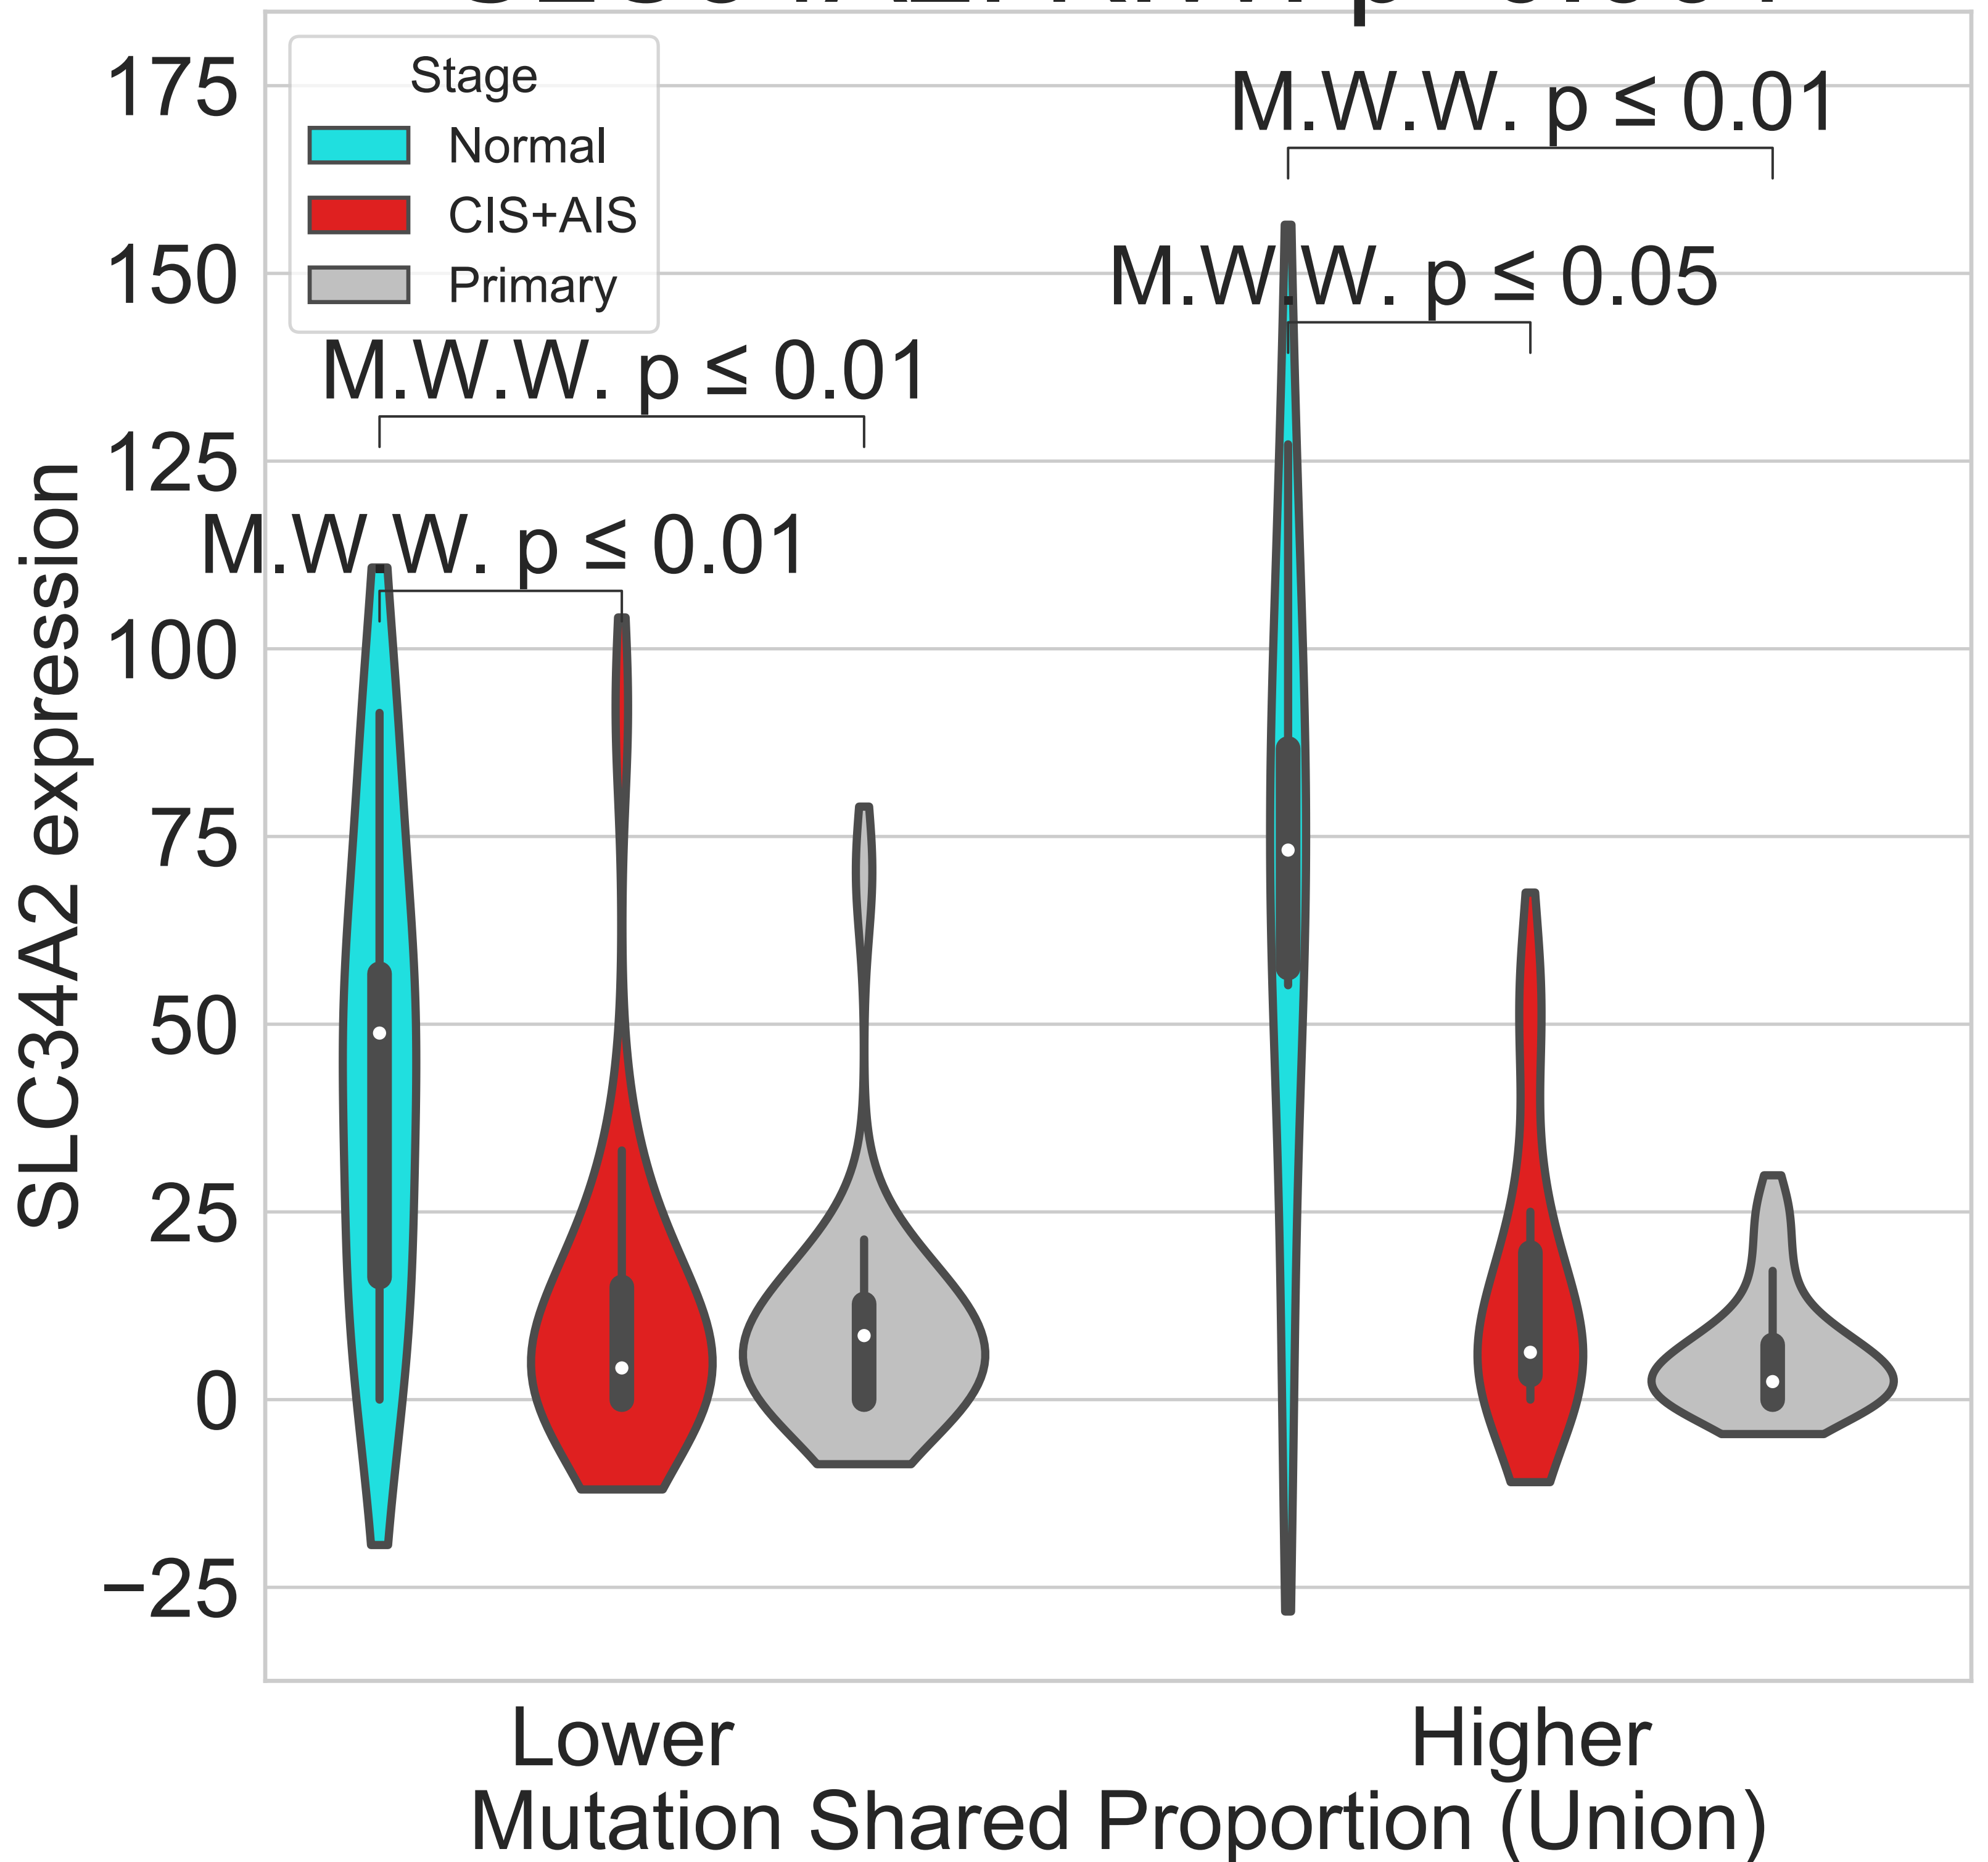 Stage
Normal
CIS+AIS
Primary
M.W.W. p ≤ 0.01
M.W.W. p ≤ 0.05
M.W.W. p ≤ 0.01
M.W.W. p ≤ 0.01
175
150
125
100
75
50
25
0
−25
SLC34A2 expression
Lower
Higher
Mutation Shared Proportion (Union)